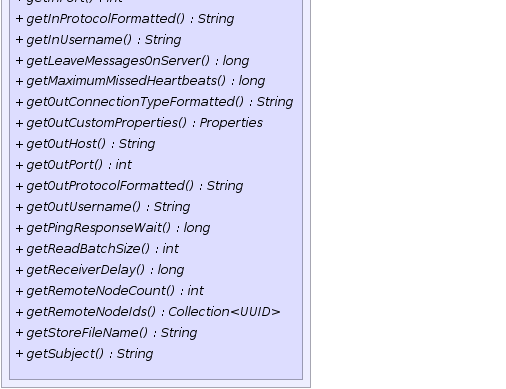 + getInProtocolFormatted() : String
+ getInUsername() : String
+ getLeaveMessagesOnServer() : long
+ getMaximumMissedHeartbeats() : long
+ getOutConnectionTypeFormatted() : String
+ getOutCustomProperties() : Properties
+ getOutHost() : String
+ getOutPort() : int
+ getOutProtocolFormatted() : String
+ getOutUsername() : String
+ getPingResponseWait() : long
+ getReadBatchSize() : int
+ getReceiverDelay() : long
+ getRemoteNodeCount() : int
+ getRemoteNodeIds() : Collection<UUID>
+ getStoreFileName() : String
+ getSubject() : String